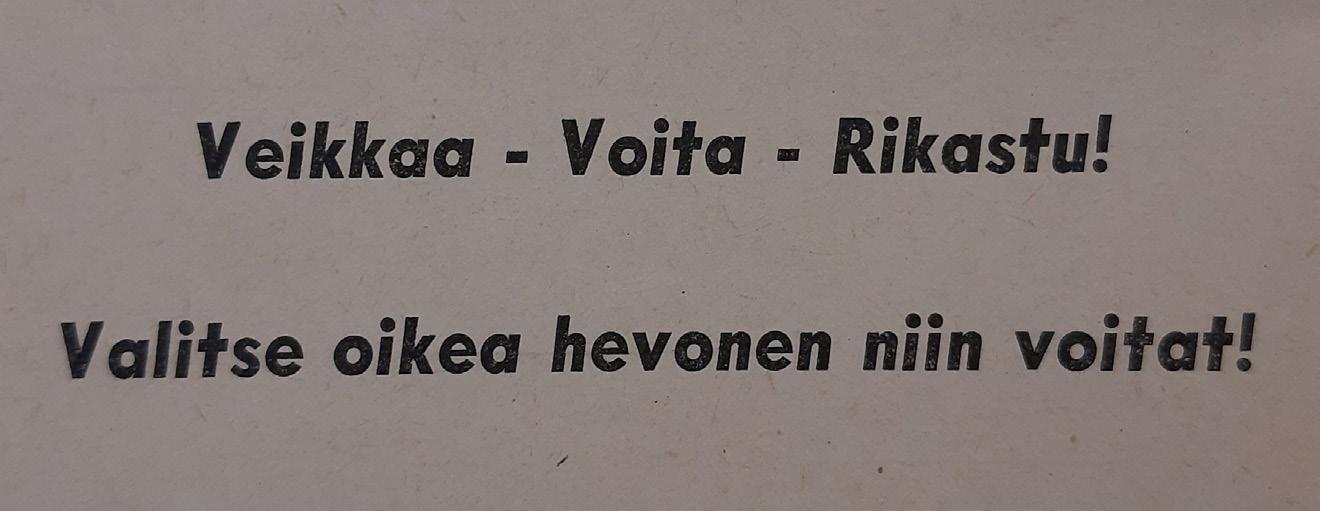 Veikkaa - Voita - Rikastu!
Valitse oikea hevonen niin voitat!